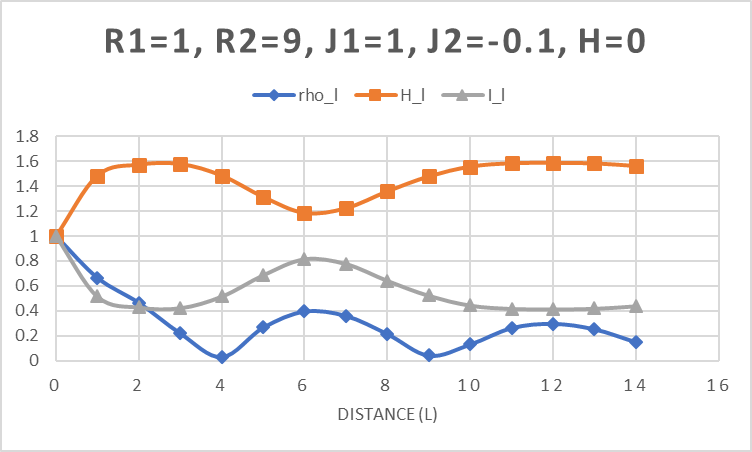 R1=1, R2=9, J1=1, J2=-0.1, H=0
rho_l H_l I_l
1.8
1.6
1.4
1.2
1
0.8
0.6
0.4
0.2
0
0 2 4 6 8 10 12 14 16
DISTANCE (L)